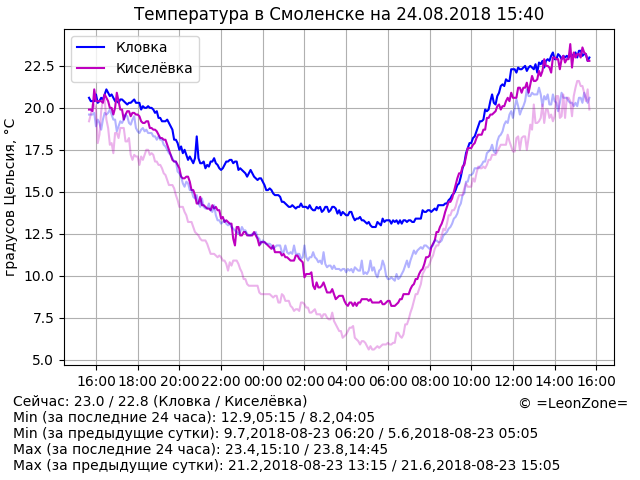 Температура в Смоленске на 24.08.2018 15:40
Кловка
Киселёвка
градусов Цельсия, °C
22.5
20.0
17.5
15.0
12.5
10.0
7.5
5.0
16:00 18:00 20:00 22:00 00:00 02:00 04:00 06:00 08:00 10:00 12:00 14:00 16:00
Сейчас: 23.0 / 22.8 (Кловка / Киселёвка)
© =LeonZone=
Min (за последние 24 часа): 12.9,05:15 / 8.2,04:05
Min (за предыдущие сутки): 9.7,2018-08-23 06:20 / 5.6,2018-08-23 05:05
Max (за последние 24 часа): 23.4,15:10 / 23.8,14:45
Max (за предыдущие сутки): 21.2,2018-08-23 13:15 / 21.6,2018-08-23 15:05